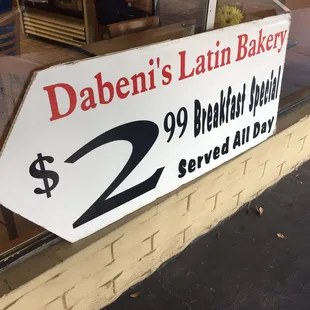 Dabeni's Latin Bakery
$2.99 Breakfast Special
Served All Day